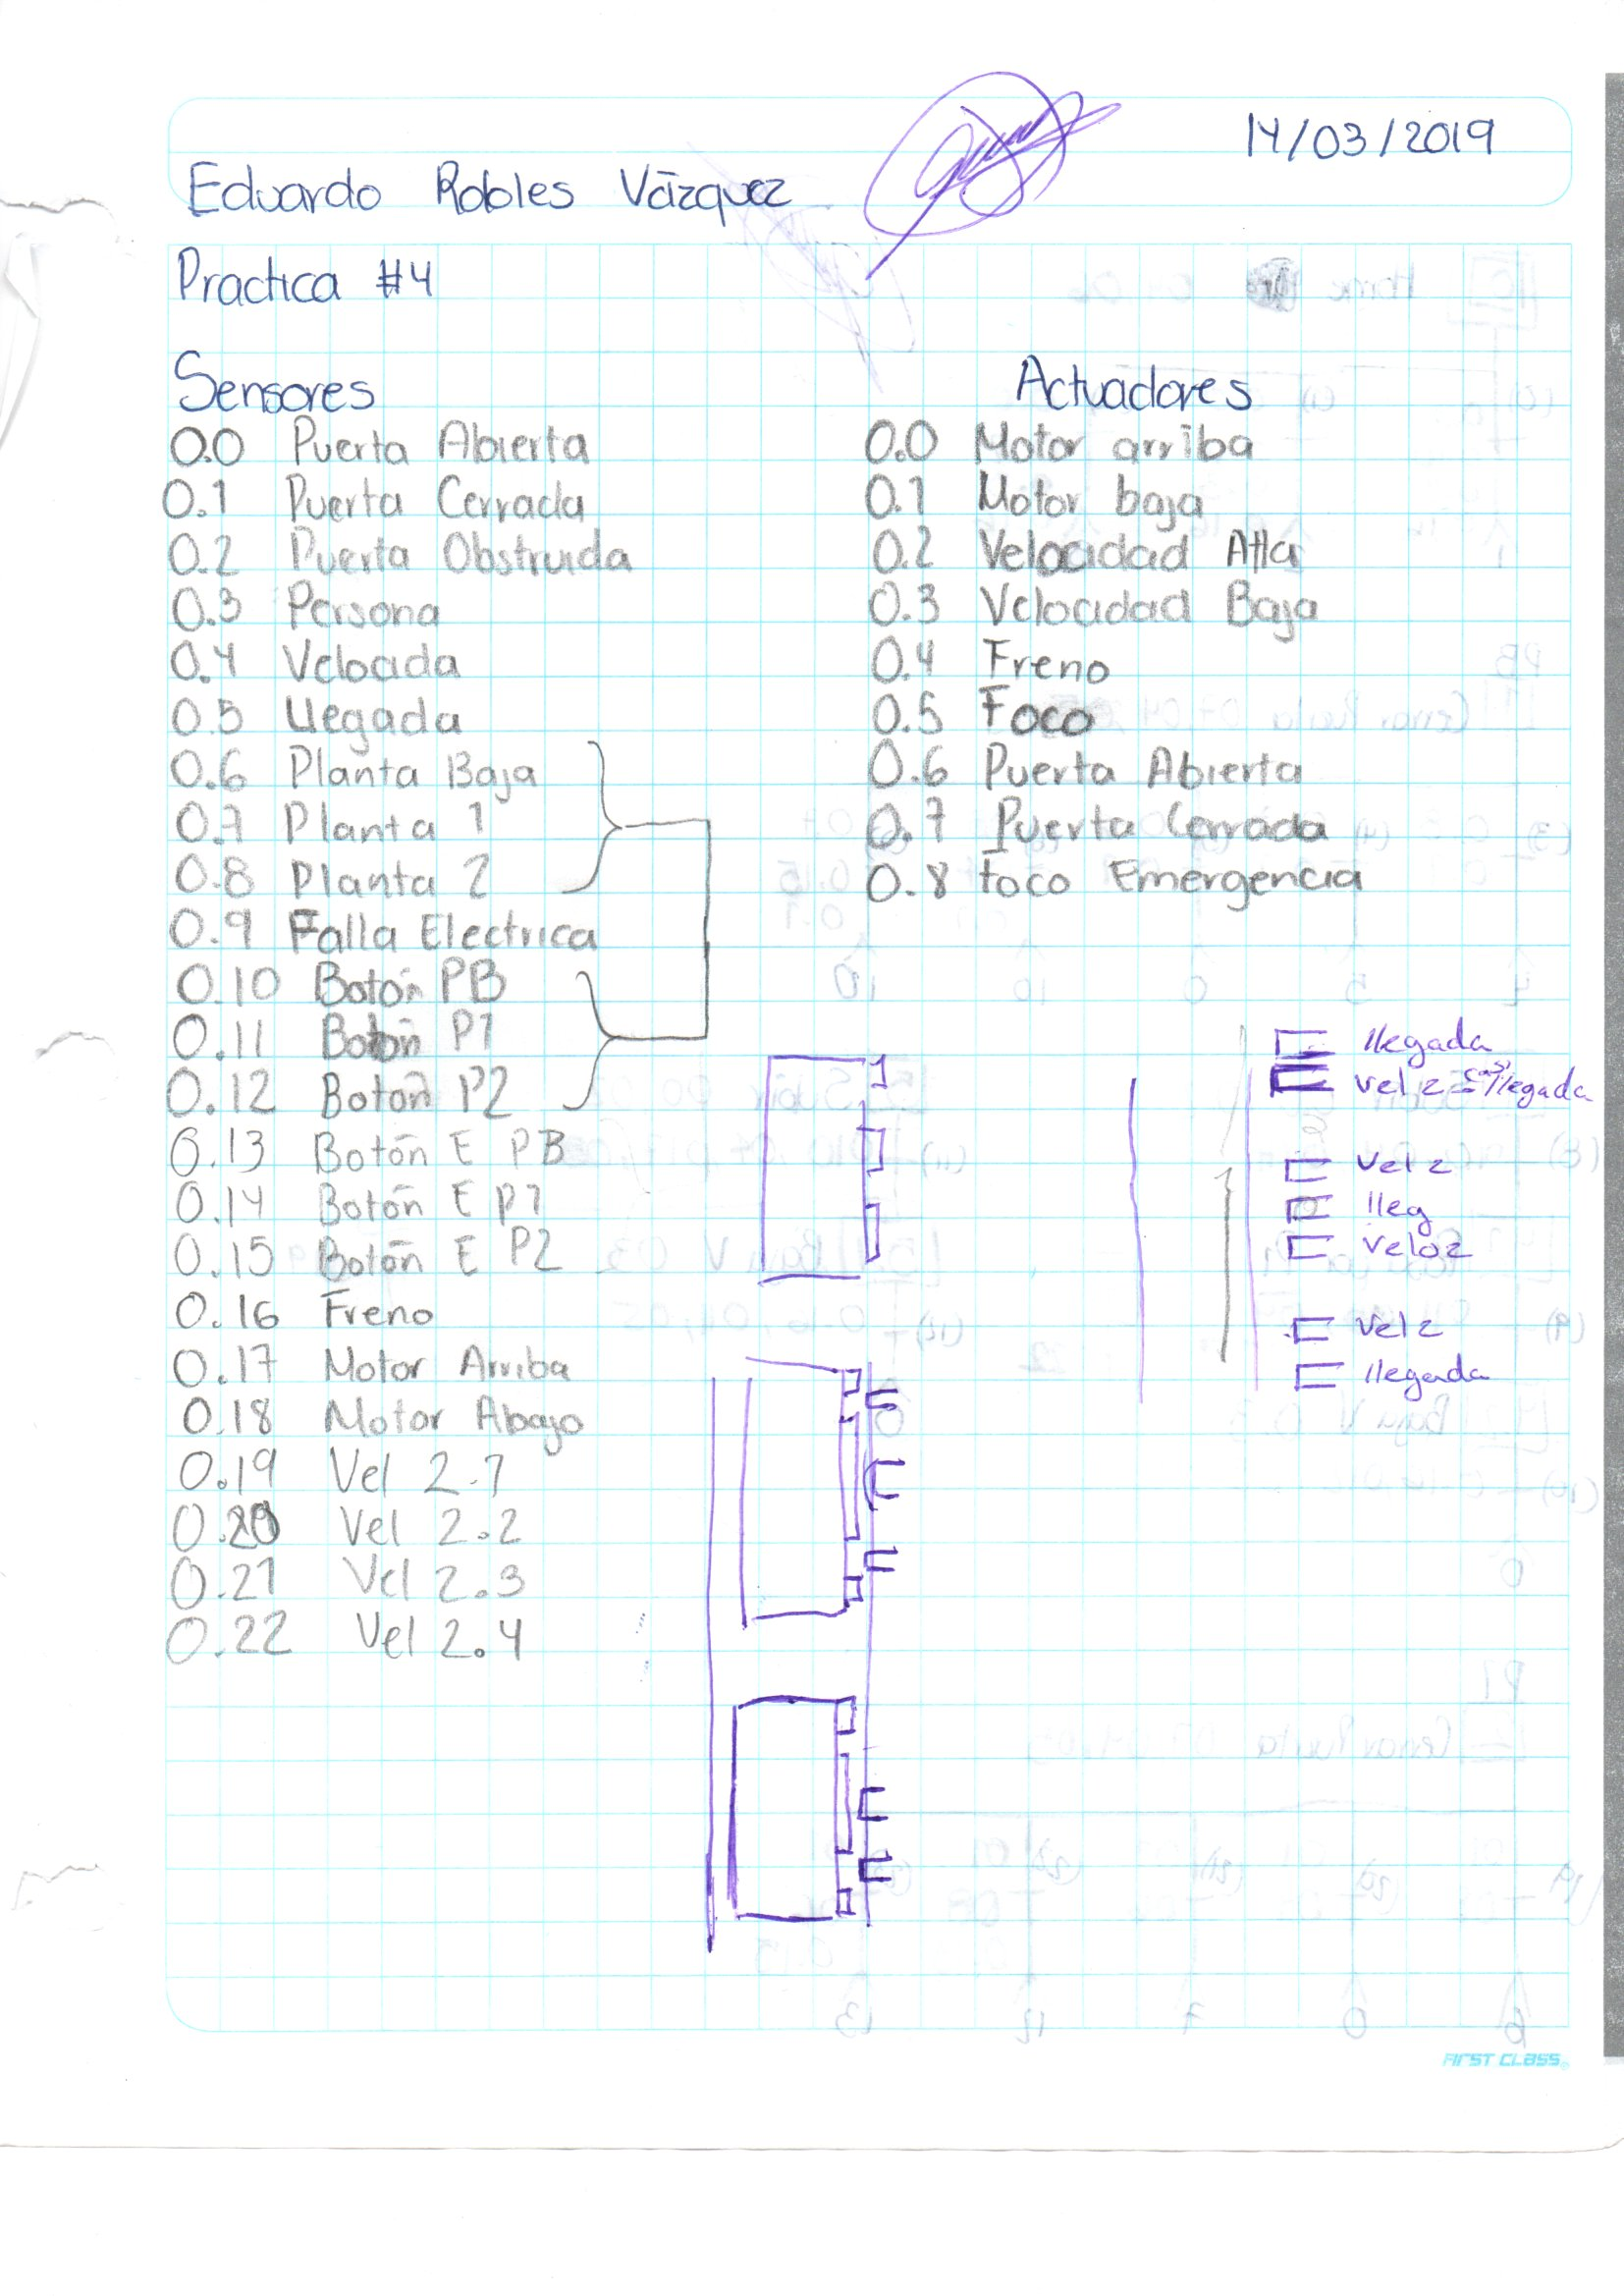 14/03/2019
Eduardo Robles Vázquez
Practica #4
Sensores
0.0 Puerta Abierta
0.1 Puerta Cerrada
0.2 Puerta Obstruida
0.3 Persona
0.4 Velocida
0.5 Llegada
0.6 Planta Baja
0.7 Planta 1
0.8 Planta 2
0.9 Falla Electrica
0.10 Botón PB
0.11 Botón P1
0.12 Botón P2
0.13 Botón E PB
0.14 Botón E P1
0.15 Botón E P2
0.16 Freno
0.17 Motor Arriba
0.18 Motor Abajo
0.19 Vel 2.1
0.20 Vel 2.2
0.21 Vel 2.3
0.22 Vel 2.4
Actuadores
0.0 Motor arriba
0.1 Motor baja
0.2 Velocidad Alta
0.3 Velocidad Baja
0.4 Freno
0.5 Foco
0.6 Puerta Abierta
0.7 Puerta Cerrada
0.8 foco Emergencia
llegada
Vel 2 casi llegada
Vel 2
lleg
Velo2
Vel 2
llegada
FIRST CLASS